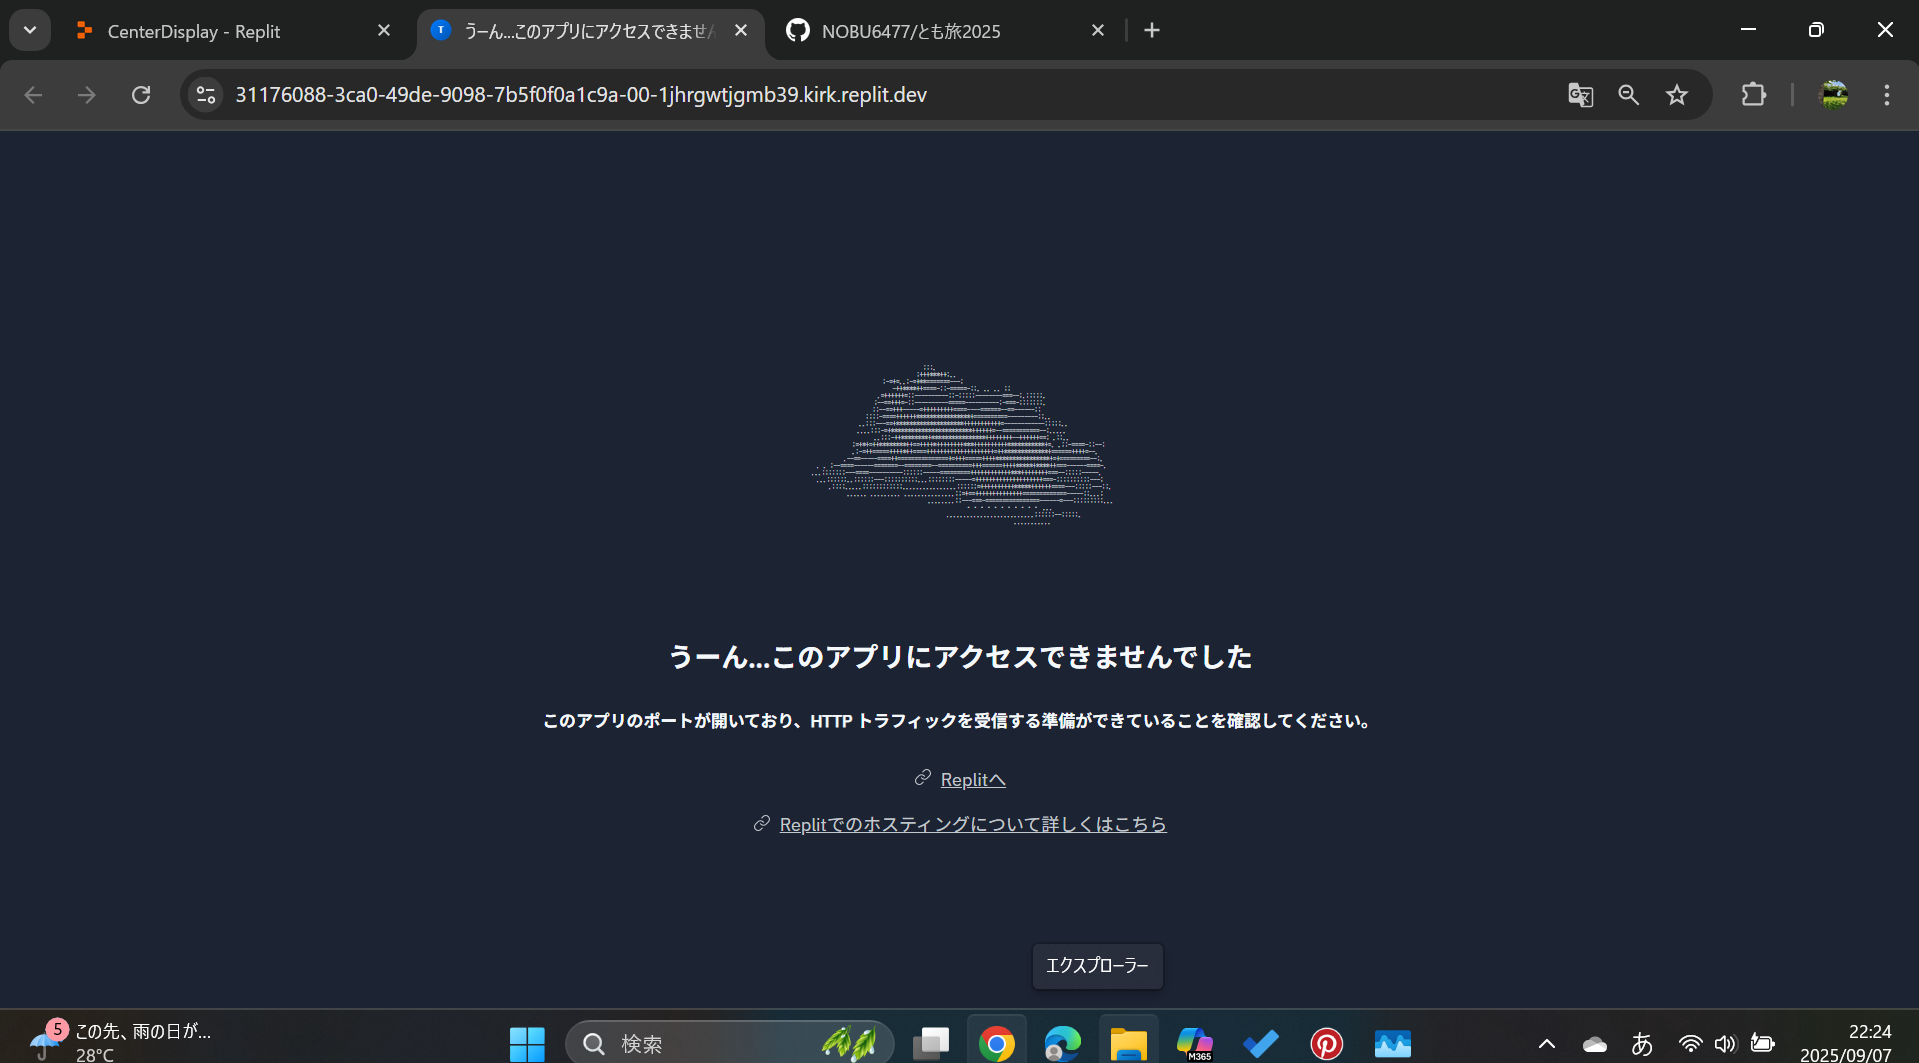 CenterDisplay - Replit
うーん...このアプリにアクセスできません
NOBU6477/とも旅2025
31176088-3ca0-49de-9098-7b5f0f0a1c9a-00-1jhrgwtjgmb39.kirk.replit.dev
うーん...このアプリにアクセスできませんでした
このアプリのポートが開いており、HTTP トラフィックを受信する準備ができていることを確認してください。
Replitへ
Replitでのホスティングについて詳しくはこちら
エクスプローラー
5
この先、雨の日が...
28°C
検索
M365
あ
22:24
2025/09/07